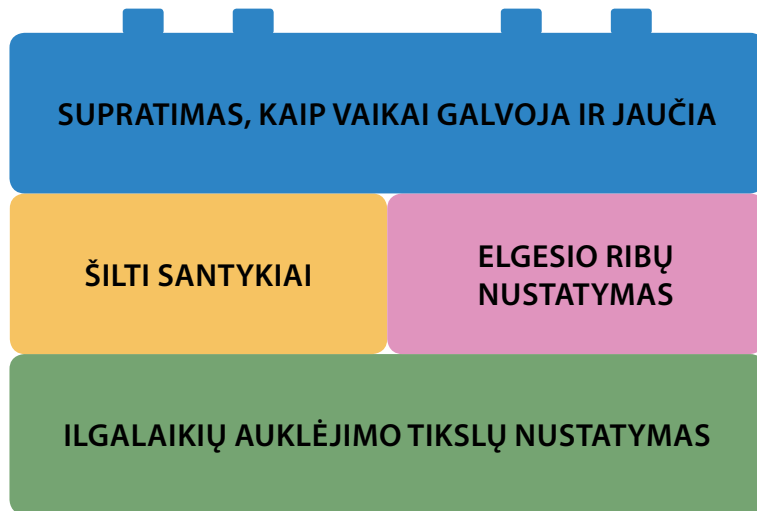 SUPRATIMAS, KAIP VAIKAI GALVOJA IR JAUČIA
ŠILTI SANTYKIAI
ELGESIO RIBŲ
NUSTATYMAS
ILGALAIKIŲ AUKLĖJIMO TIKSLŲ NUSTATYMAS